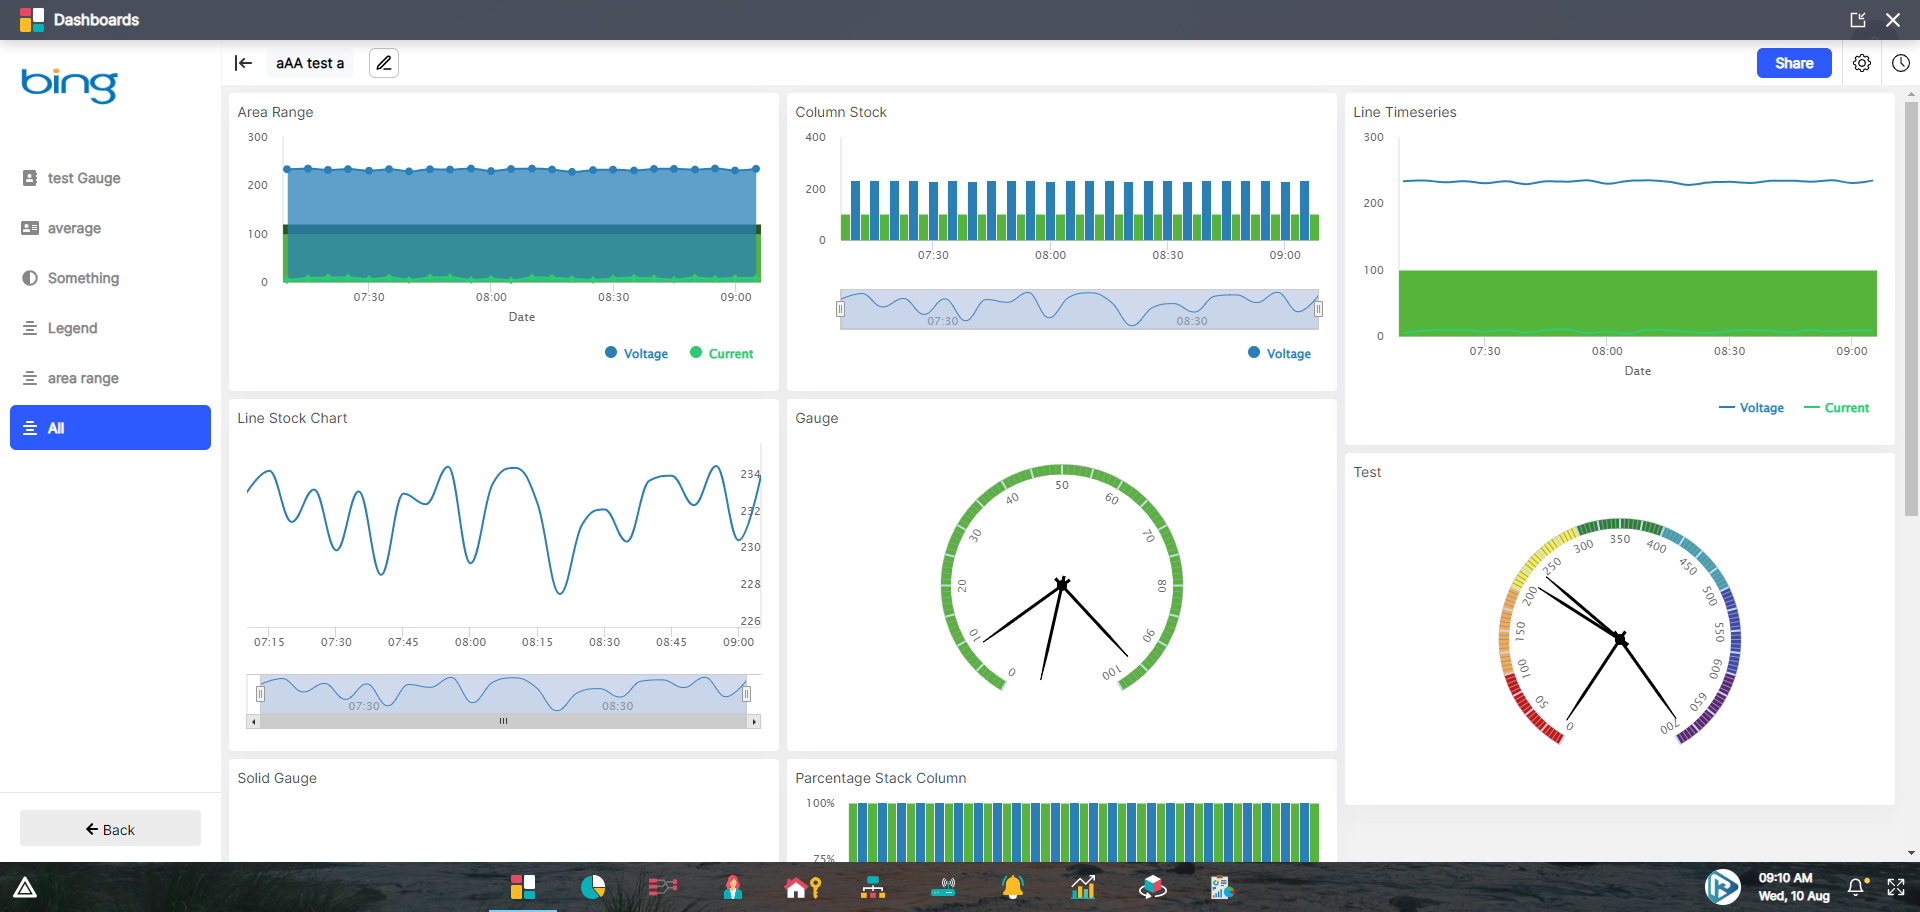 Dashboards
bing
aAA test a
Share
test Gauge
average
Something
Legend
area range
All
Back
Area Range
300
200
100
0
07:30 08:00 08:30 09:00
Date
Voltage Current
Column Stock
400
200
0
07:30 08:00 08:30 09:00
07:30 08:30
Voltage
Line Timeseries
300
200
100
0
07:30 08:00 08:30 09:00
Date
Voltage Current
Line Stock Chart
234
232
230
228
226
07:15 07:30 07:45 08:00 08:15 08:30 08:45 09:00
07:30 08:30
Gauge
0 10 20 30 40 50 60 70 80 90 100
Test
0 50 100 150 200 250 300 350 400 450 500 550 600 650 700
Solid Gauge
Parcentage Stack Column
100%
75%
09:10 AM
Wed, 10 Aug